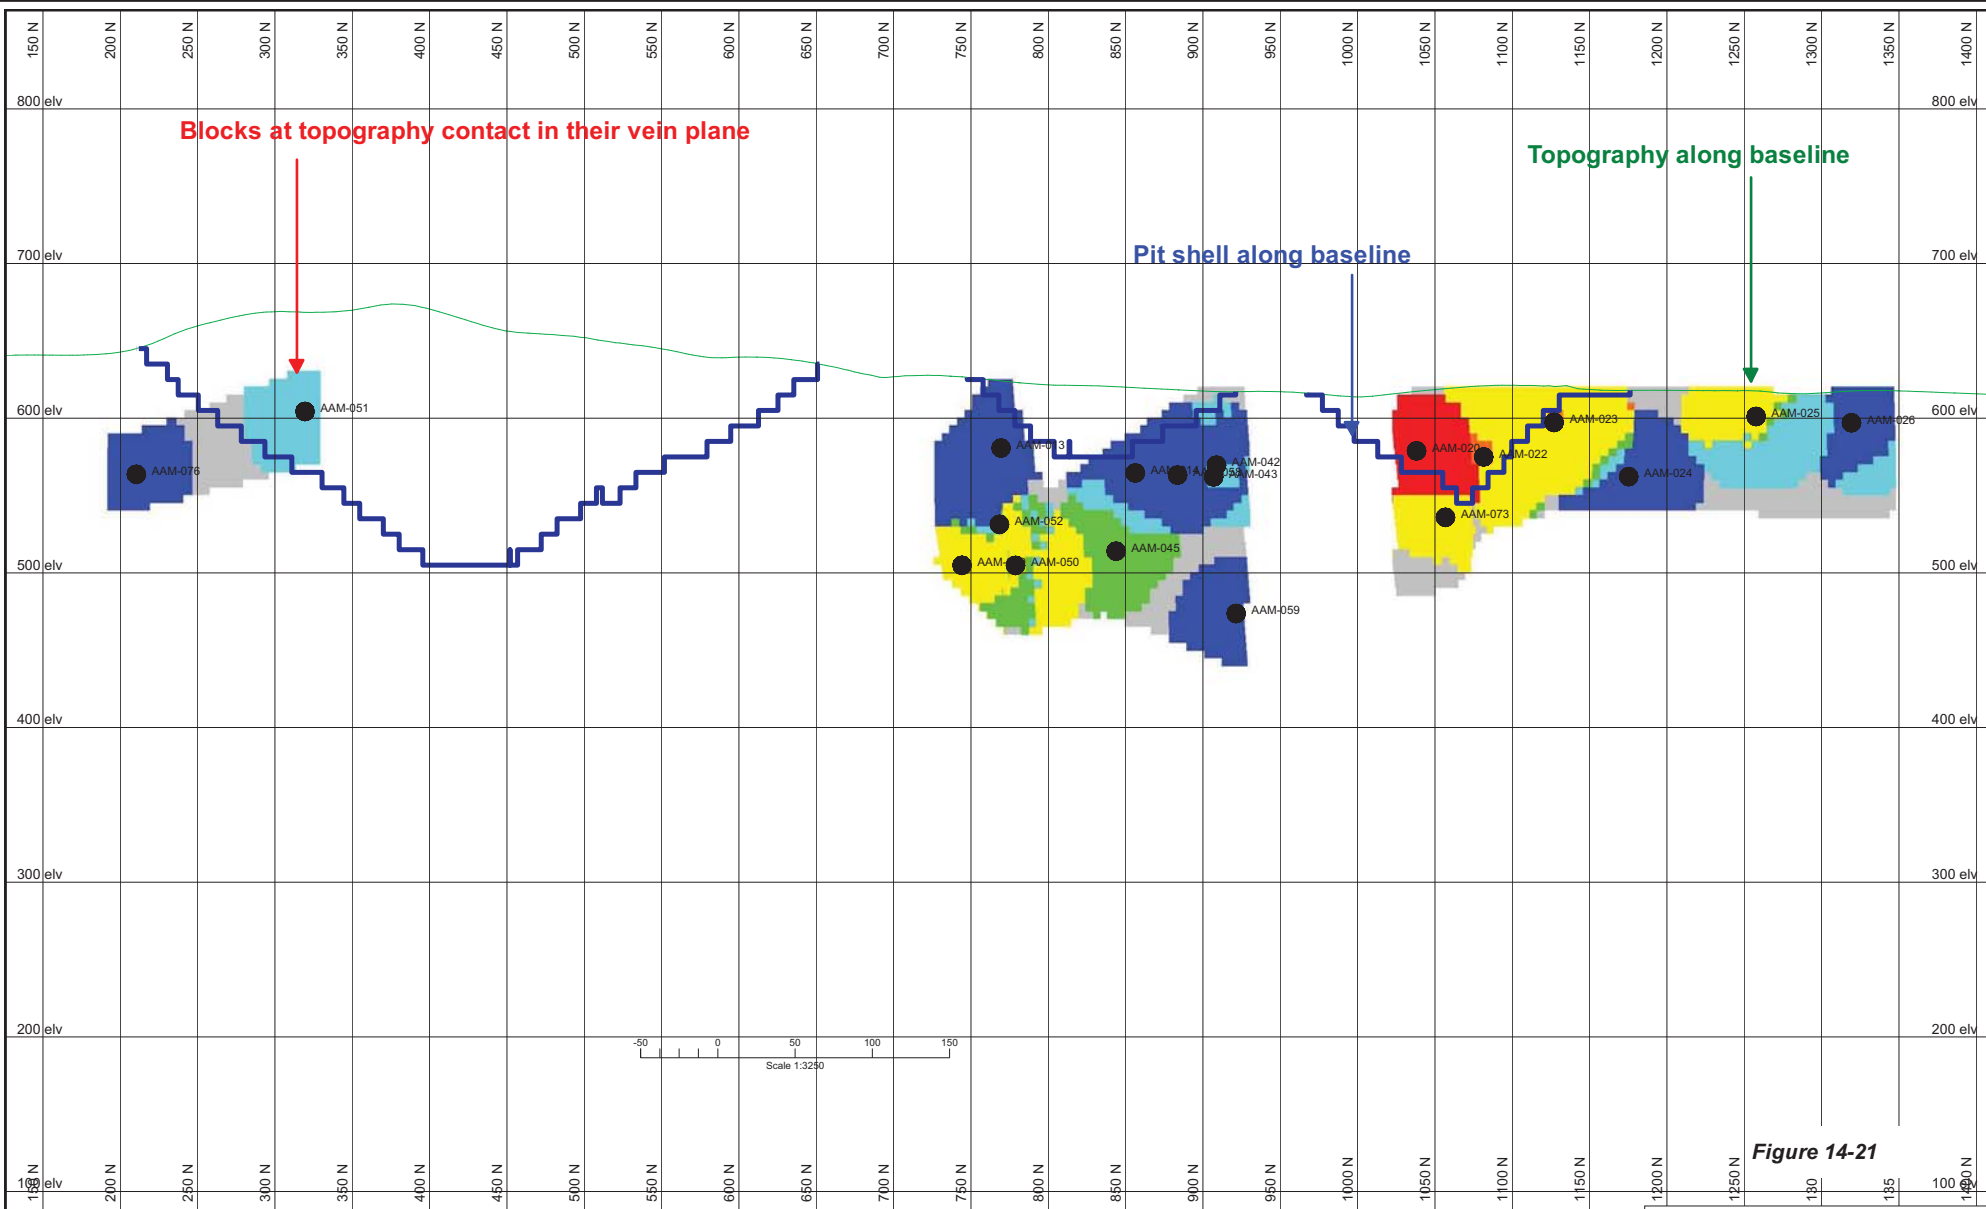 150 N 200 N 250 N 300 N 350 N 400 N 450 N 500 N 550 N 600 N 650 N 700 N 750 N 800 N 850 N 900 N 950 N 1000 N 1050 N 1100 N 1150 N 1200 N 1250 N 1300 N 1350 N 1400 N
800 elv 800 elv
Blocks at topography contact in their vein plane
Topography along baseline
700 elv 700 elv
Pit shell along baseline
600 elv 600 elv
AAM-051
AAM-025
AAM-023
AAM-026
AAM-020
AAM-022
AAM-042
AAM-043
AAM-076
AAM-024
AAM-073
AAM-052
AAM-045
AAM-050
500 elv 500 elv
AAM-059
400 elv 400 elv
300 elv 300 elv
200 elv 200 elv
-50 0 50 100 150
Scale 1:3250
Figure 14-21
150 N 200 N 250 N 300 N 350 N 400 N 450 N 500 N 550 N 600 N 650 N 700 N 750 N 800 N 850 N 900 N 950 N 1000 N 1050 N 1100 N 1150 N 1200 N 1250 N 130 135 1400 N
100 elv 100 elv